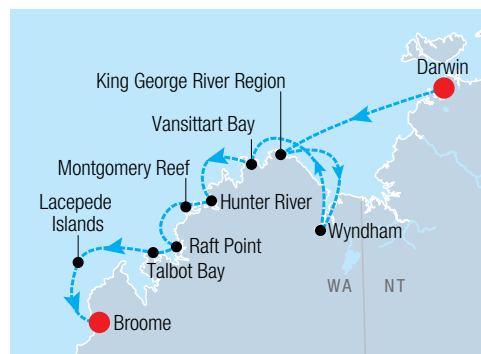 Darwin
King George River Region
Vansittart Bay
Montgomery Reef
Hunter River
Lacepede
Islands
Wyndham
Raft Point
Talbot Bay
WA
NT
Broome